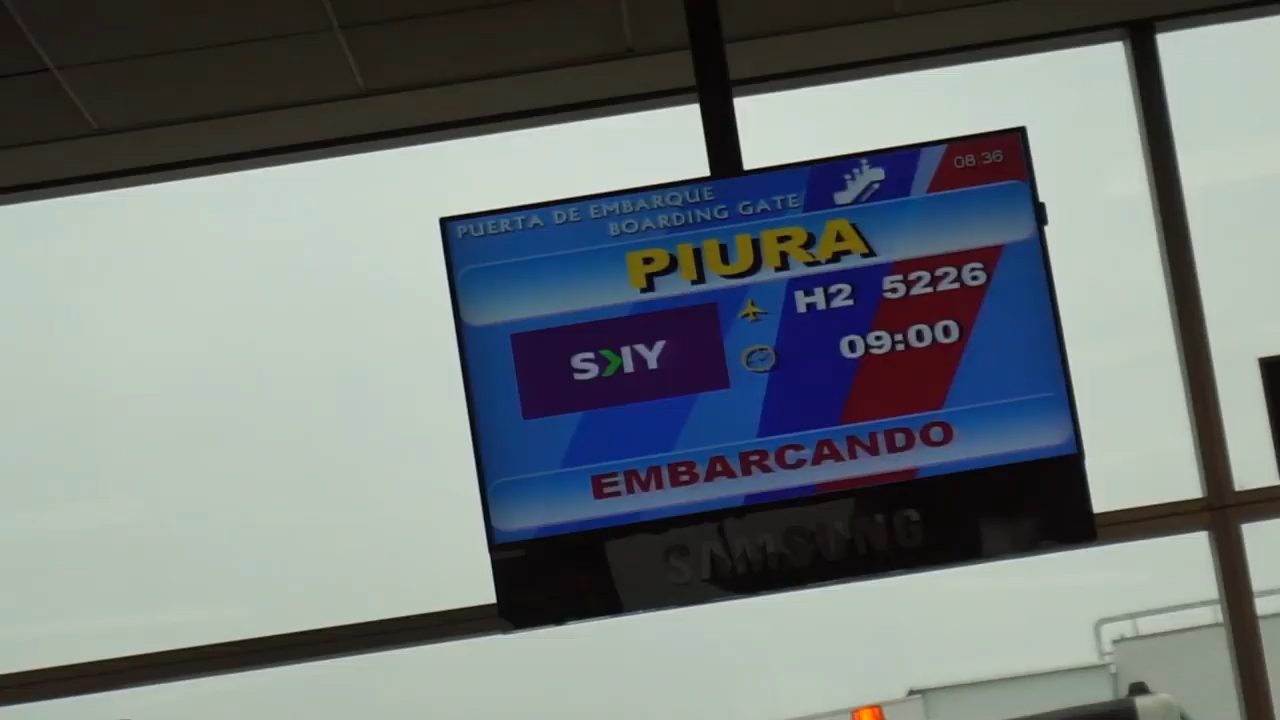 08:36
PUERTA DE EMBARQUE
BOARDING GATE
PIURA
H2 5226
SKY
09:00
EMBARCANDO
SAMSUNG